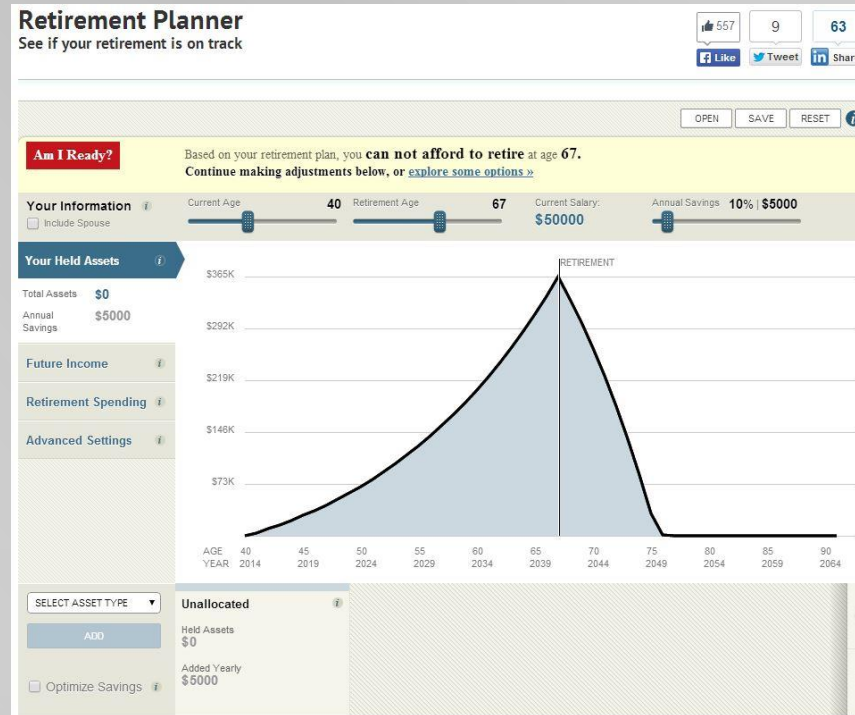 Retirement Planner
See if your retirement is on track
557
9
63
Like
Tweet
in Shar
OPEN
SAVE
RESET
i
Am I Ready?
Based on your retirement plan, you can not afford to retire at age 67.
Continue making adjustments below, or explore some options »
Your Information i
Include Spouse
Current Age 40
Retirement Age 67
Current Salary:
$50000
Annual Savings 10% | $5000
Your Held Assets i
Total Assets $0
Annual Savings $5000
Future Income i
Retirement Spending i
Advanced Settings i
RETIREMENT
$365K
$292K
$219K
$146K
$73K
AGE 40 45 50 55 60 65 70 75 80 85 90
YEAR 2014 2019 2024 2029 2034 2039 2044 2049 2054 2059 2064
SELECT ASSET TYPE
ADD
Optimize Savings i
Unallocated i
Held Assets
$0
Added Yearly
$5000